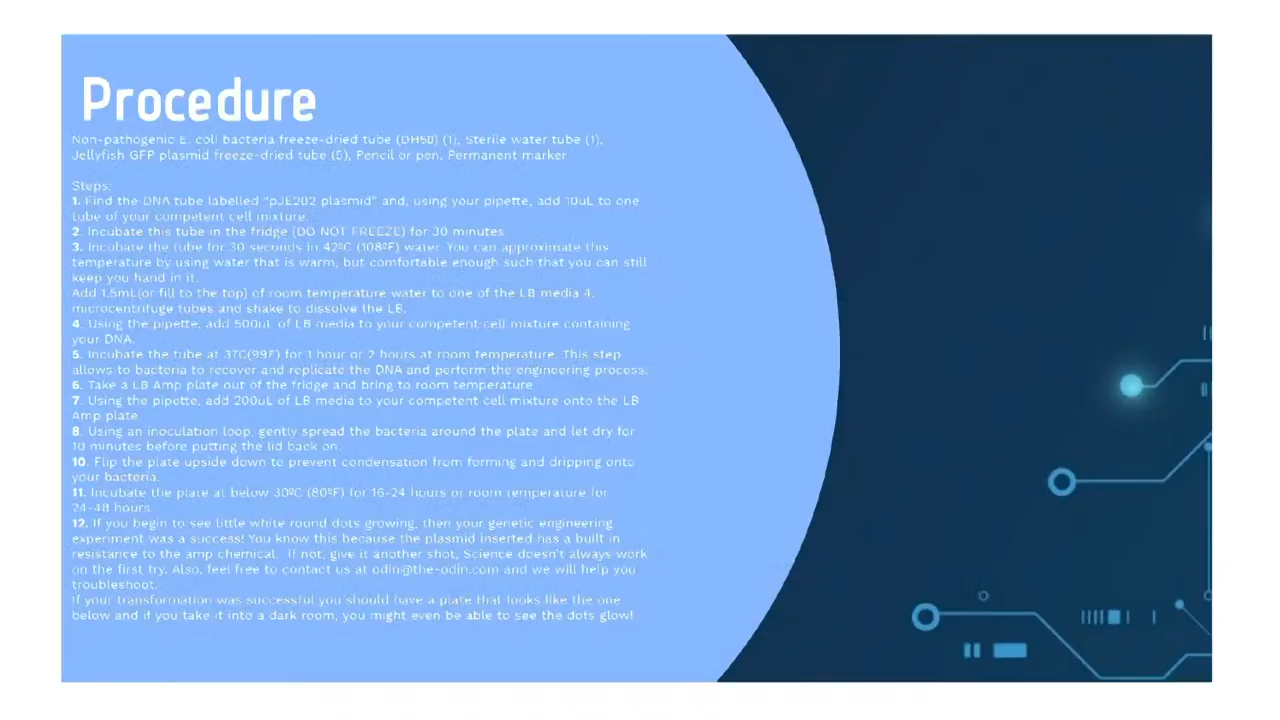 Procedure
Non-pathogenic E. coli bacteria freeze-dried tube (DH50) (1), Sterile water tube (1),
Jellyfish GFP plasmid freeze-dried tube (5), Pencil or pen, Permanent marker
Steps:
1. Find the DNA tube labelled "pJE202 plasmid" and, using your pipette, add 10uL to one
tube of your competent cell mixture.
2. Incubate this tube in the fridge (DO NOT FREEZE) for 30 minutes.
3. Incubate the tube for 30 seconds in 42ºC (108ºF) water. You can approximate this
temperature by using water that is warm, but comfortable enough such that you can still
keep you hand in it.
Add 1.5mL(or fill to the top) of room temperature water to one of the LB media 4.
microcentrifuge tubes and shake to dissolve the LB.
4. Using the pipette, add 500uL of LB media to your competent cell mixture containing
your DNA.
5. Incubate the tube at 37C(99F) for 1 hour or 2 hours at room temperature. This step
allows to bacteria to recover and replicate the DNA and perform the engineering process.
6. Take a LB Amp plate out of the fridge and bring to room temperature
7. Using the pipette, add 200uL of LB media to your competent cell mixture onto the LB
Amp plate.
8. Using an inoculation loop, gently spread the bacteria around the plate and let dry for
10 minutes before putting the lid back on.
10. Flip the plate upside down to prevent condensation from forming and dripping onto
your bacteria.
11. Incubate the plate at below 30ºC (80ºF) for 16-24 hours or room temperature for
24-48 hours.
12. If you begin to see little white round dots growing, then your genetic engineering
experiment was a success! You know this because the plasmid inserted has a built in
resistance to the amp chemical. If not, give it another shot, Science doesn't always work
on the first try. Also, feel free to contact us at odin@the-odin.com and we will help you
troubleshoot.
If your transformation was successful you should have a plate that looks like the one
below and if you take it into a dark room, you might even be able to see the dots glow!